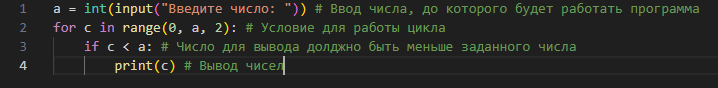 1 a = int(input("Введите число: ")) # Ввод числа, до которого будет работать программа
2 for c in range(0, a, 2): # Условие для работы цикла
3     if c < a: # Число для вывода долджно быть меньше заданного числа
4         print(c) # Вывод чисел